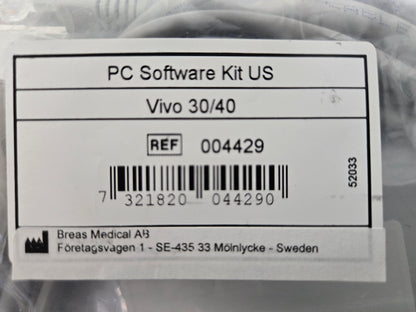 PC Software Kit US
Vivo 30/40
REF 004429
7 321820 044290
52033
Breas Medical AB
Företagsvägen 1 - SE-435 33 Mölnlycke - Sweden